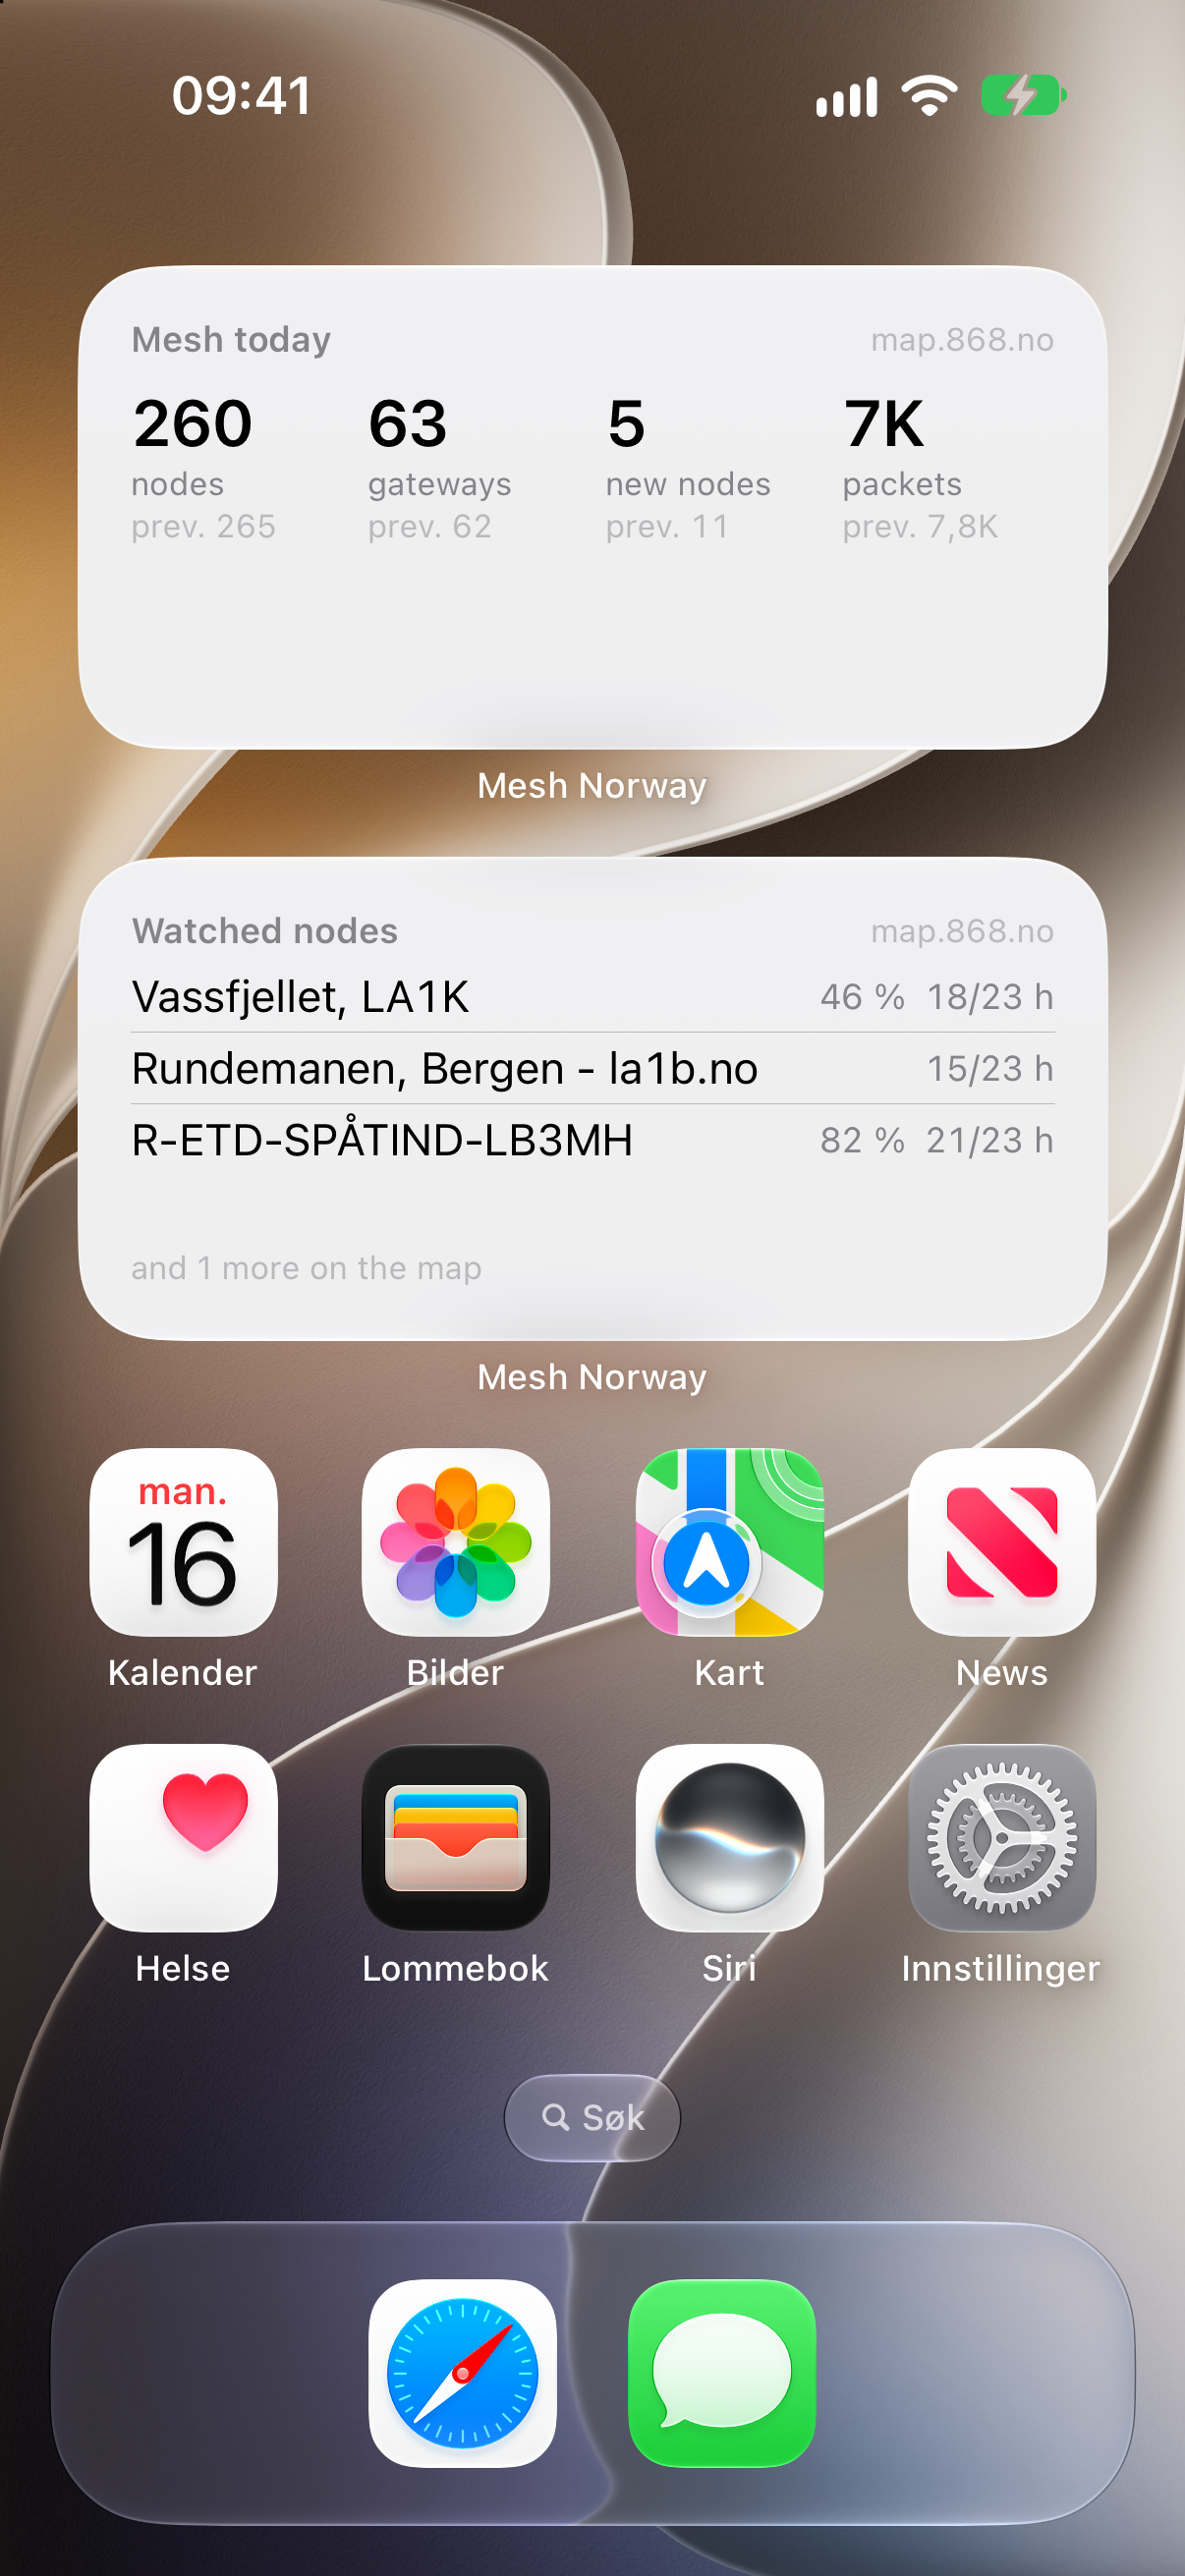 09:41
Mesh today map.868.no
260 63 5 7K
nodes gateways new nodes packets
prev. 265 prev. 62 prev. 11 prev. 7,8K
Mesh Norway
Watched nodes map.868.no
Vassfjellet, LA1K 46 % 18/23 h
Rundemanen, Bergen - la1b.no 15/23 h
R-ETD-SPÅTIND-LB3MH 82 % 21/23 h
and 1 more on the map
Mesh Norway
man.
16
Kalender Bilder Kart News
Helse Lommebok Siri Innstillinger
Søk